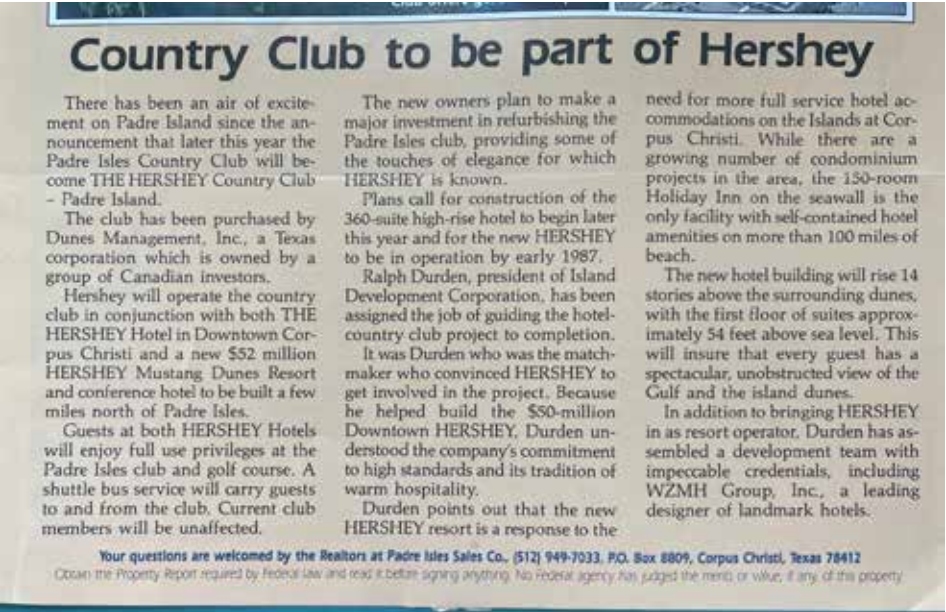 Club offers
Country Club to be part of Hershey
There has been an air of excite-
ment on Padre Island since the an-
nouncement that later this year the
Padre Isles Country Club will be-
come THE HERSHEY Country Club
– Padre Island.
The club has been purchased by
Dunes Management, Inc., a Texas
corporation which is owned by a
group of Canadian investors.
Hershey will operate the country
club in conjunction with both THE
HERSHEY Hotel in Downtown Cor-
pus Christi and a new $52 million
HERSHEY Mustang Dunes Resort
and conference hotel to be built a few
miles north of Padre Isles.
Guests at both HERSHEY Hotels
will enjoy full use privileges at the
Padre Isles club and golf course. A
shuttle bus service will carry guests
to and from the club. Current club
members will be unaffected.
The new owners plan to make a
major investment in refurbishing the
Padre Isles club, providing some of
the touches of elegance for which
HERSHEY is known.
Plans call for construction of the
360-suite high-rise hotel to begin later
this year and for the new HERSHEY
to be in operation by early 1987.
Ralph Durden, president of Island
Development Corporation, has been
assigned the job of guiding the hotel-
country club project to completion.
It was Durden who was the match-
maker who convinced HERSHEY to
get involved in the project. Because
he helped build the $50-million
Downtown HERSHEY, Durden un-
derstood the company's commitment
to high standards and its tradition of
warm hospitality.
Durden points out that the new
HERSHEY resort is a response to the
need for more full service hotel ac-
commodations on the Islands at Cor-
pus Christi. While there are a
growing number of condominium
projects in the area, the 150-room
Holiday Inn on the seawall is the
only facility with self-contained hotel
amenities on more than 100 miles of
beach.
The new hotel building will rise 14
stories above the surrounding dunes,
with the first floor of suites approx-
imately 54 feet above sea level. This
will insure that every guest has a
spectacular, unobstructed view of the
Gulf and the island dunes.
In addition to bringing HERSHEY
in as resort operator, Durden has as-
sembled a development team with
impeccable credentials, including
WZMH Group, Inc., a leading
designer of landmark hotels.
Your questions are welcomed by the Realtors at Padre Isles Sales Co., (512) 949-7033, P.O. Box 8809, Corpus Christi, Texas 78412
Obtain the Property Report required by Federal law and read it before signing anything. No Federal agency has judged the merits or value, if any, of this property.